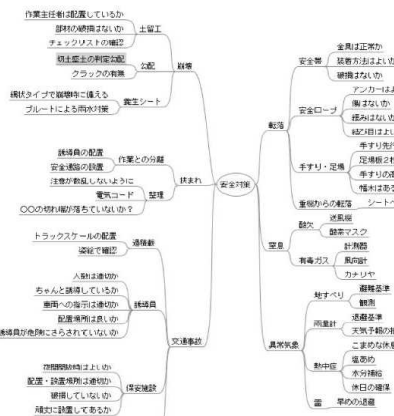 作業主任者は配置しているか
部材の破損はないか
チェックリストの確認
土留工
切土盛土の判定勾配
クラックの有無
勾配
崩壊
網状タイプで崩壊時に備える
ブルーシートによる雨水対策
養生シート
誘導員の配置
安全通路の設置
作業との分離
注意が散乱しないように
電気コード
〇〇の切れ端が落ちていないか？
整理
挟まれ
トラックスケールの配置
姿絵で確認
過積載
人数は適切か
ちゃんと誘導しているか
車両への指示は適切か
配置場所は良いか
誘導員が危険にさらされていないか
誘導員
交通事故
夜間照明時はよいか
配置・設置場所は適切か
破損していないか
頑丈に設置してあるか
保安施設
安全対策
転落
安全帯
金具は正常か
装着方法はよいか
破損はないか
安全ロープ
アンカーはよ
傷はないか
緩みはないか
結び目はよい
手すり・足場
手すり先行
足場板2枚
手すりの高
幅木はある
重機からの転落
シートベ
窒息
酸欠
送風機
酸素マスク
有毒ガス
計測器
風向計
カナリヤ
異常気象
地すべり
避難基準
観測
雨量計
退避基準
天気予報の
熱中症
こまめな休息
塩あめ
水分補給
休日の確保
雷
早めの退避